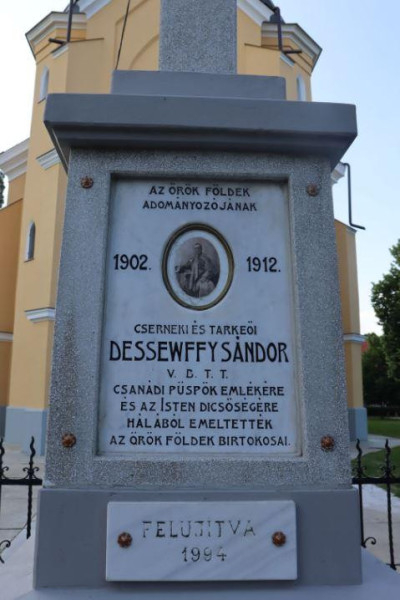 AZ ÖRÖK FÖLDEK
ADOMÁNYOZÓJÁNAK
1902. 1912.
CSERNEKI ÉS TARKEŐI
DESSEWFFY SÁNDOR
V. B. T. T.
CSANÁDI PÜSPÖK EMLÉKÉRE
ÉS AZ ISTEN DICSŐSÉGÉRE
HÁLÁBÓL EMELTETTÉK
AZ ÖRÖK FÖLDEK BIRTOKOSAI.
FELUJITVA
1994